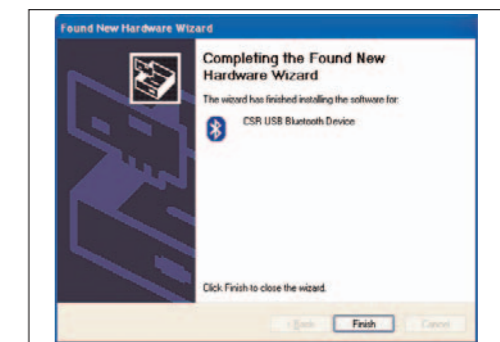 Found New Hardware Wizard
Completing the Found New
Hardware Wizard
The wizard has finished installing the software for:
CSR USB Bluetooth Device
Click Finish to close the wizard.
< Back
Finish
Cancel